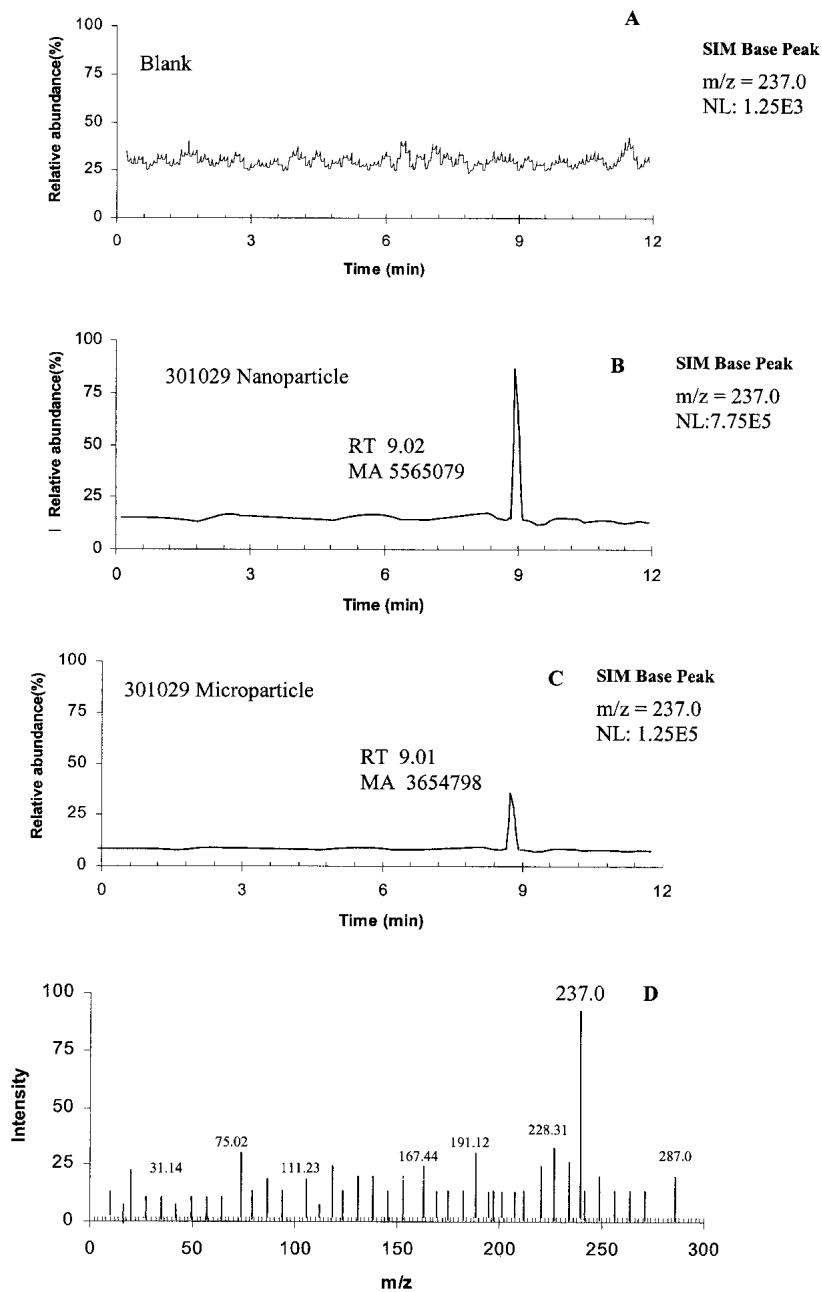 A
SIM Base Peak
m/z = 237.0
NL: 1.25E3
Blank
Relative abundance(%)
100
75
50
25
0
0 3 6 9 12
Time (min)
B
SIM Base Peak
m/z = 237.0
NL:7.75E5
301029 Nanoparticle
RT 9.02
MA 5565079
Relative abundance(%)
100
75
50
25
0
0 3 6 9 12
Time (min)
C
SIM Base Peak
m/z = 237.0
NL: 1.25E5
301029 Microparticle
RT 9.01
MA 3654798
Relative abundance(%)
100
75
50
25
0
0 3 6 9 12
Time (min)
D
237.0
Intensity
100
75
50
25
0
31.14
75.02
111.23
167.44
191.12
228.31
287.0
0 50 100 150 200 250 300
m/z